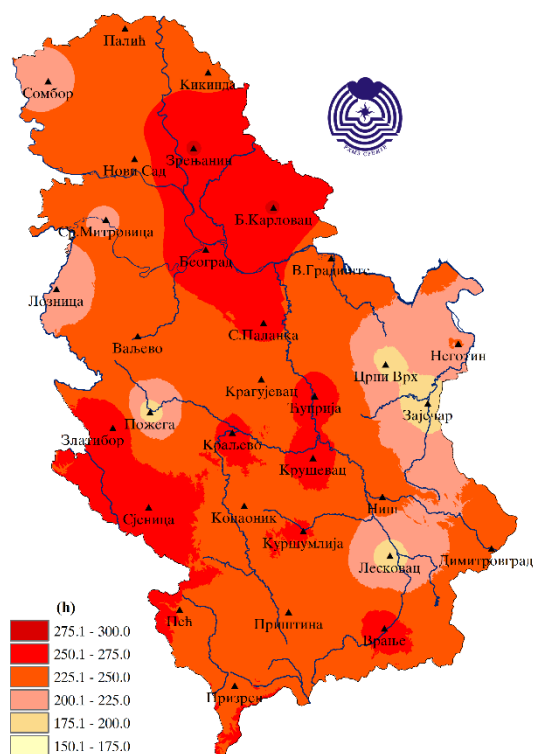 Палић
Кикинда
Сомбор
Зрењанин
Нови Сад
РХМЗ СРБИЈЕ
Б.Карловац
Ср.Митровица
Београд
В.Градиште
Лозница
С.Паланка
Ваљево
Неготин
Црни Врх
Крагујевац
Ћуприја
Зајечар
Пожега
Златибор
Краљево
Крушевац
Сјеница
Копаоник
Ниш
Куршумлија
Димитровград
Лесковац
Пећ
Приштина
Врање
Призрен
(h)
275.1 - 300.0
250.1 - 275.0
225.1 - 250.0
200.1 - 225.0
175.1 - 200.0
150.1 - 175.0